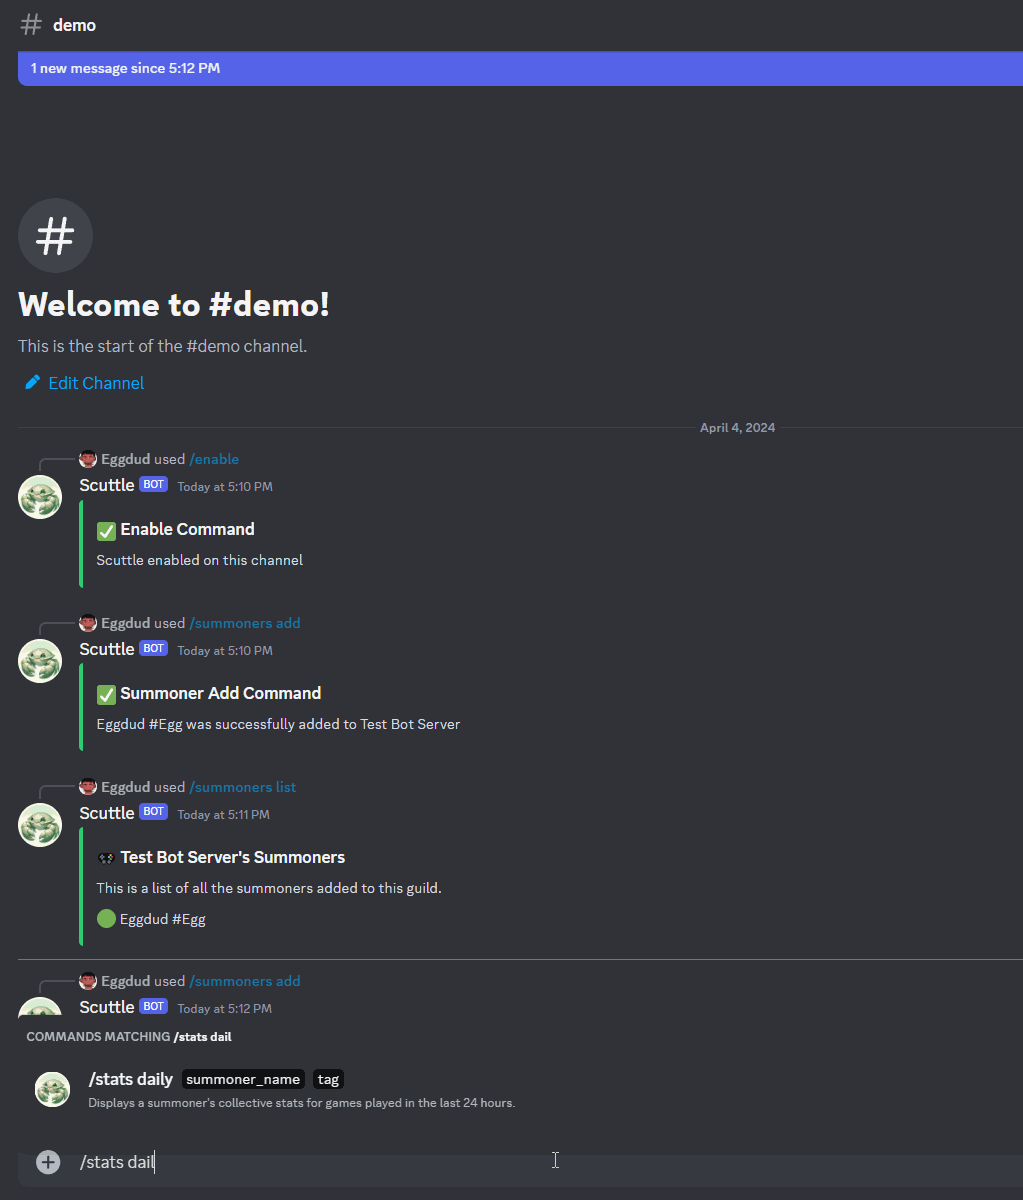 # demo
1 new message since 5:12 PM
#
Welcome to #demo!
This is the start of the #demo channel.
Edit Channel
April 4, 2024
Eggdud used /enable
Scuttle BOT Today at 5:10 PM
Enable Command
Scuttle enabled on this channel
Eggdud used /summoners add
Scuttle BOT Today at 5:10 PM
Summoner Add Command
Eggdud #Egg was successfully added to Test Bot Server
Eggdud used /summoners list
Scuttle BOT Today at 5:11 PM
Test Bot Server's Summoners
This is a list of all the summoners added to this guild.
Eggdud #Egg
Eggdud used /summoners add
Scuttle BOT Today at 5:12 PM
COMMANDS MATCHING /stats dail
/stats daily summoner_name tag
Displays a summoner's collective stats for games played in the last 24 hours.
/stats dail